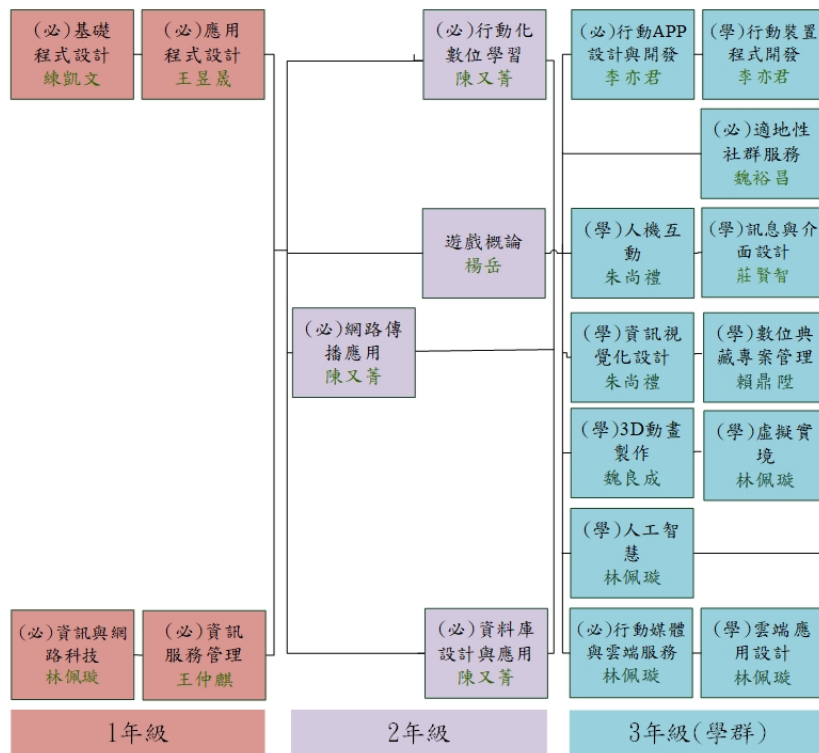 (必)基礎
程式設計
練凱文
(必)應用
程式設計
王昱晟
(必)行動化
數位學習
陳又菁
(必)行動APP
設計與開發
李亦君
(學)行動裝置
程式開發
李亦君
(必)適地性
社群服務
魏裕昌
遊戲概論
楊岳
(學)人機互
動
朱尚禮
(學)訊息與介
面設計
莊賢智
(必)網路傳
播應用
陳又菁
(學)資訊視
覺化設計
朱尚禮
(學)數位典
藏專案管理
賴鼎陞
(學)3D動畫
製作
魏良成
(學)虛擬實
境
林佩璇
(學)人工智
慧
林佩璇
(必)資訊與網
路科技
林佩璇
(必)資訊
服務管理
王仲麒
(必)資料庫
設計與應用
陳又菁
(必)行動媒體
與雲端服務
林佩璇
(學)雲端應
用設計
林佩璇
1年級
2年級
3年級(學群)